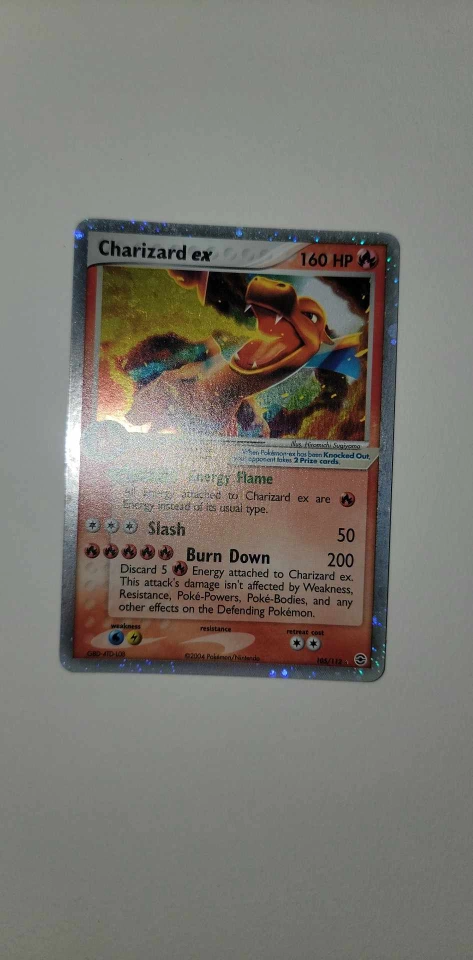 Charizard ex 160 HP
Illus. Hiromichi Sugiyama
When Pokémon-ex has been Knocked Out,
your opponent takes 2 Prize cards.
Energy Flame
All Energy attached to Charizard ex are
Energy instead of its usual type.
Slash 50
Burn Down 200
Discard 5 Energy attached to Charizard ex.
This attack's damage isn't affected by Weakness,
Resistance, Poké-Powers, Poké-Bodies, and any
other effects on the Defending Pokémon.
weakness resistance retreat cost
©2004 Pokémon/Nintendo